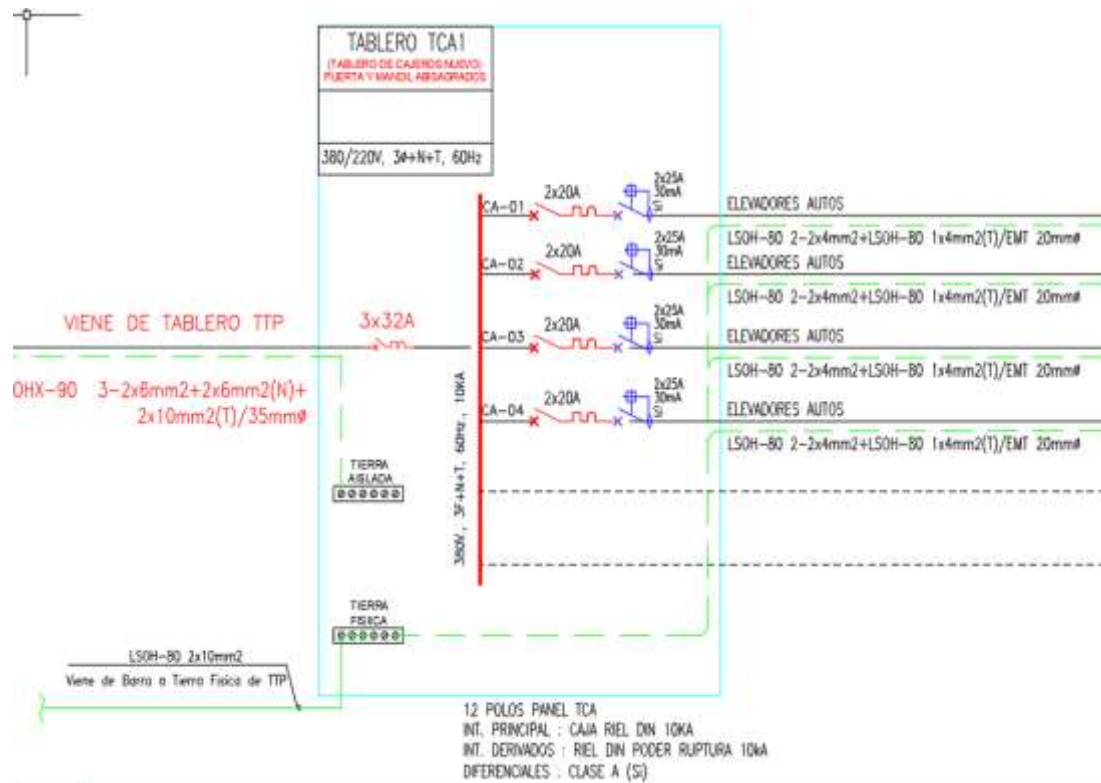 TABLERO TCA1
(TABLERO DE CAJEROS NUEVO)
PUERTA Y MANDIL ABISAGRADOS
380/220V, 3Ø+N+T, 60Hz
VIENE DE TABLERO TTP
3x32A
OHX-90 3-2x6mm2+2x6mm2(N)+
2x10mm2(T)/35mmø
380V., 3F+N+T, 60Hz, 10KA
CA-01 2x20A 2x25A
30mA
Si
ELEVADORES AUTOS
LSOH-80 2-2x4mm2+LSOH-80 1x4mm2(T)/EMT 20mmø
CA-02 2x20A 2x25A
30mA
Si
ELEVADORES AUTOS
LSOH-80 2-2x4mm2+LSOH-80 1x4mm2(T)/EMT 20mmø
CA-03 2x20A 2x25A
30mA
Si
ELEVADORES AUTOS
LSOH-80 2-2x4mm2+LSOH-80 1x4mm2(T)/EMT 20mmø
CA-04 2x20A 2x25A
30mA
Si
ELEVADORES AUTOS
LSOH-80 2-2x4mm2+LSOH-80 1x4mm2(T)/EMT 20mmø
TIERRA
AISLADA
TIERRA
FISICA
LSOH-80 2x10mm2
Viene de Barra a Tierra Fisica de TTP
12 POLOS PANEL TCA
INT. PRINCIPAL : CAJA RIEL DIN 10KA
INT. DERIVADOS : RIEL DIN PODER RUPTURA 10kA
DIFERENCIALES : CLASE A (Si)